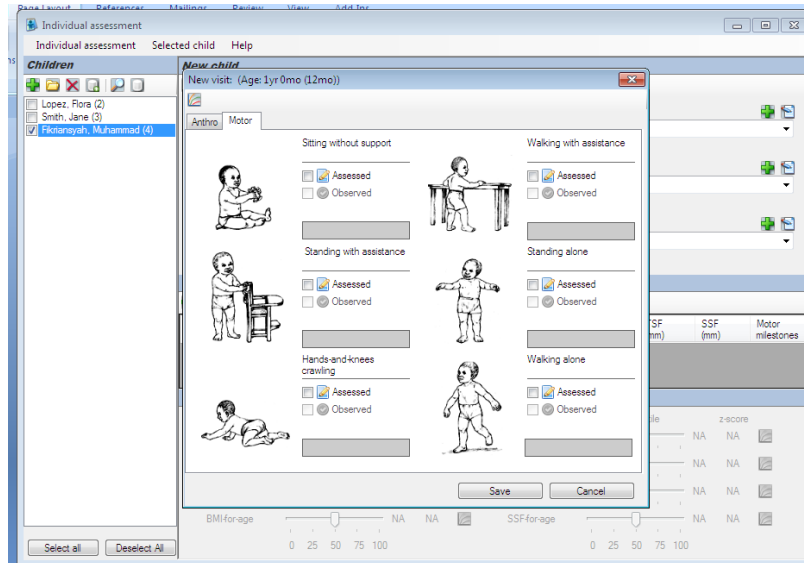 Page Layout References Mailings Review View Add Ins
Individual assessment
Individual assessment Selected child Help
Children
New child
Lopez, Flora (2)
Smith, Jane (3)
Fikriansyah, Muhammad (4)
New visit: (Age: 1yr 0mo (12mo))
Anthro Motor
Sitting without support
Assessed
Observed
Walking with assistance
Assessed
Observed
Standing with assistance
Assessed
Observed
Standing alone
Assessed
Observed
Hands-and-knees
crawling
Assessed
Observed
Walking alone
Assessed
Observed
Save Cancel
SSF Motor
(mm) milestones
z-score
NA NA
NA NA
NA NA
BMI-for-age NA NA SSF-for-age NA NA
0 25 50 75 100 0 25 50 75 100
Select all Deselect All